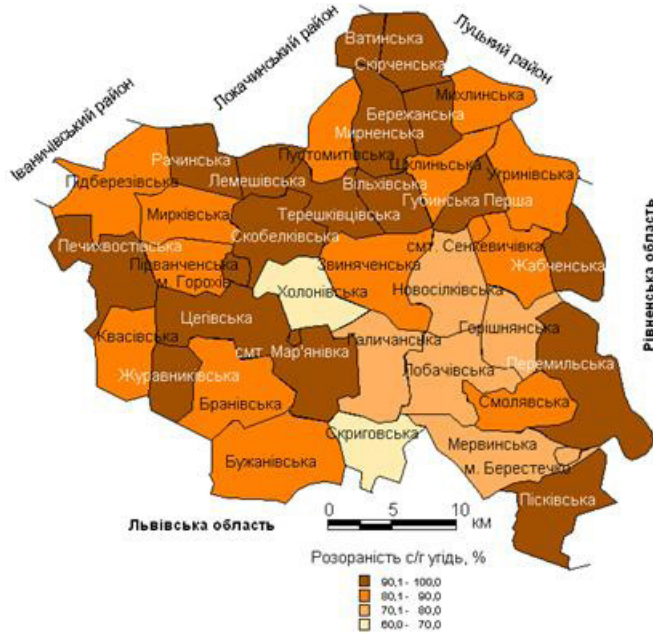 Іваничівський район
Локачинський район
Луцький район
Ватинська
Скірченська
Михлинська
Бережанська
Мирненська
Рачинська
Пустомитівська
Шклинська
Угринівська
Підберезівська
Лемешівська
Вільхівська
Губинська Перша
Мирківська
Терешківцівська
Печихвостівська
Скобелківська
смт. Сенкевичівка
Рівненська область
Пірванченська
Звиняченська
Жабченська
м. Горохів
Холонівська
Новосілківська
Цегівська
Горішнянська
Квасівська
смт. Мар'янівка
Галичанська
Перемильська
Журавниківська
Лобачівська
Бранівська
Смолявська
Скриговська
Мервинська
Бужанівська
м. Берестечко
Пісківська
Львівська область
0 5 10
КМ
Розораність с/г угідь, %
90,1 - 100,0
80,1 - 90,0
70,1 - 80,0
60,0 - 70,0